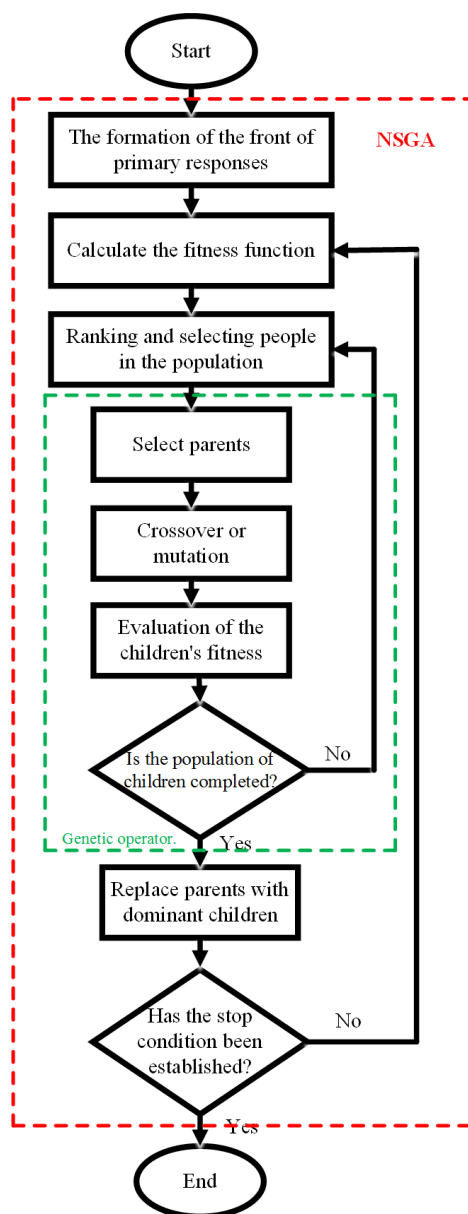 Start
NSGA
The formation of the front of
primary responses
Calculate the fitness function
Ranking and selecting people
in the population
Select parents
Crossover or
mutation
Evaluation of the
children's fitness
Is the population of
children completed?
No
Genetic operator.
Yes
Replace parents with
dominant children
Has the stop
condition been
established?
No
Yes
End